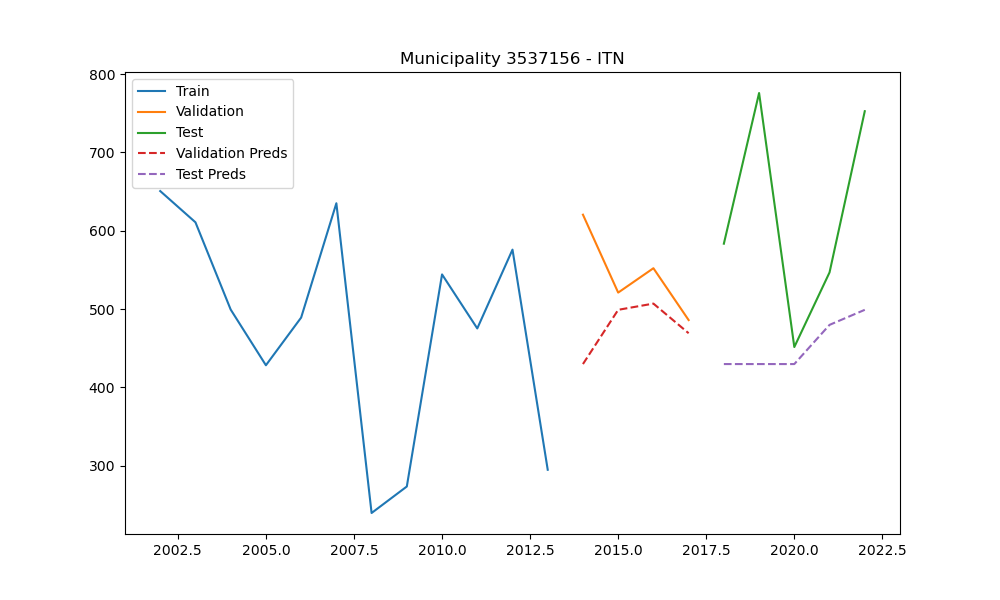 Municipality 3537156 - ITN
800
700
600
500
400
300
Train
Validation
Test
Validation Preds
Test Preds
2002.5 2005.0 2007.5 2010.0 2012.5 2015.0 2017.5 2020.0 2022.5